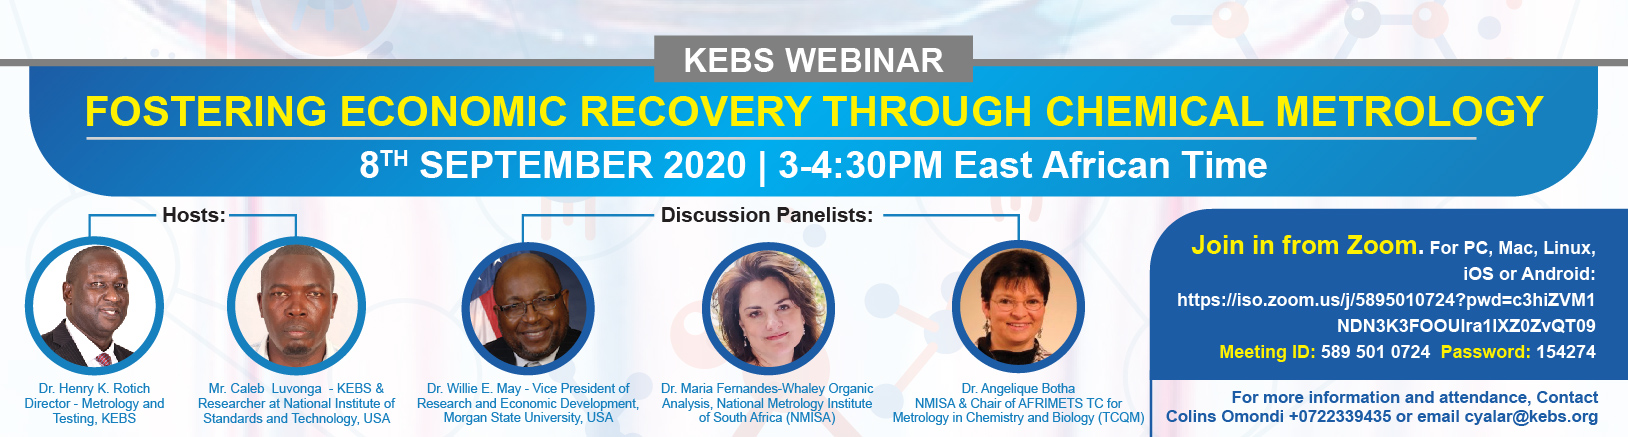 KEBS WEBINAR
FOSTERING ECONOMIC RECOVERY THROUGH CHEMICAL METROLOGY
8TH SEPTEMBER 2020 | 3-4:30PM East African Time
Hosts:
Dr. Henry K. Rotich
Director - Metrology and
Testing, KEBS
Mr. Caleb Luvonga - KEBS &
Researcher at National Institute of
Standards and Technology, USA
Discussion Panelists:
Dr. Willie E. May - Vice President of
Research and Economic Development,
Morgan State University, USA
Dr. Maria Fernandes-Whaley Organic
Analysis, National Metrology Institute
of South Africa (NMISA)
Dr. Angelique Botha
NMISA & Chair of AFRIMETS TC for
Metrology in Chemistry and Biology (TCQM)
Join in from Zoom. For PC, Mac, Linux,
iOS or Android:
https://iso.zoom.us/j/5895010724?pwd=c3hiZVM1
NDN3K3FOOUlra1lXZ0ZvQT09
Meeting ID: 589 501 0724 Password: 154274
For more information and attendance, Contact
Colins Omondi +0722339435 or email cyalar@kebs.org